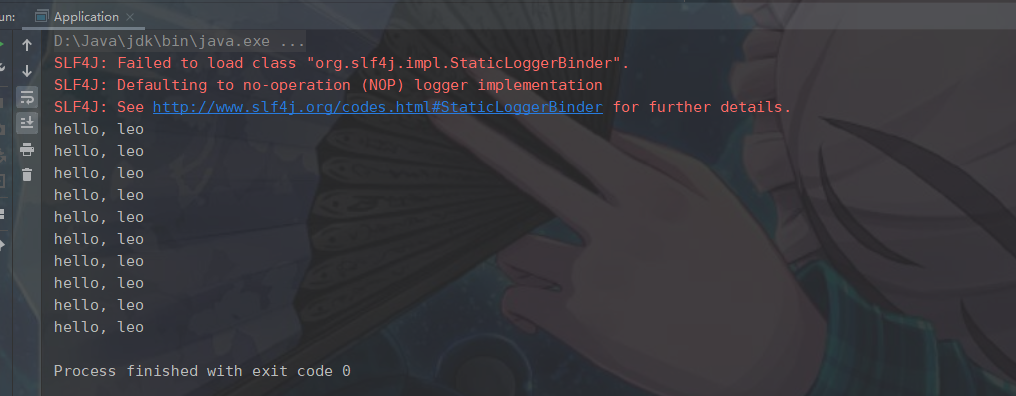 un:
Application
D:\Java\jdk\bin\java.exe ...
SLF4J: Failed to load class "org.slf4j.impl.StaticLoggerBinder".
SLF4J: Defaulting to no-operation (NOP) logger implementation
SLF4J: See http://www.slf4j.org/codes.html#StaticLoggerBinder for further details.
hello, leo
hello, leo
hello, leo
hello, leo
hello, leo
hello, leo
hello, leo
hello, leo
hello, leo
hello, leo
Process finished with exit code 0